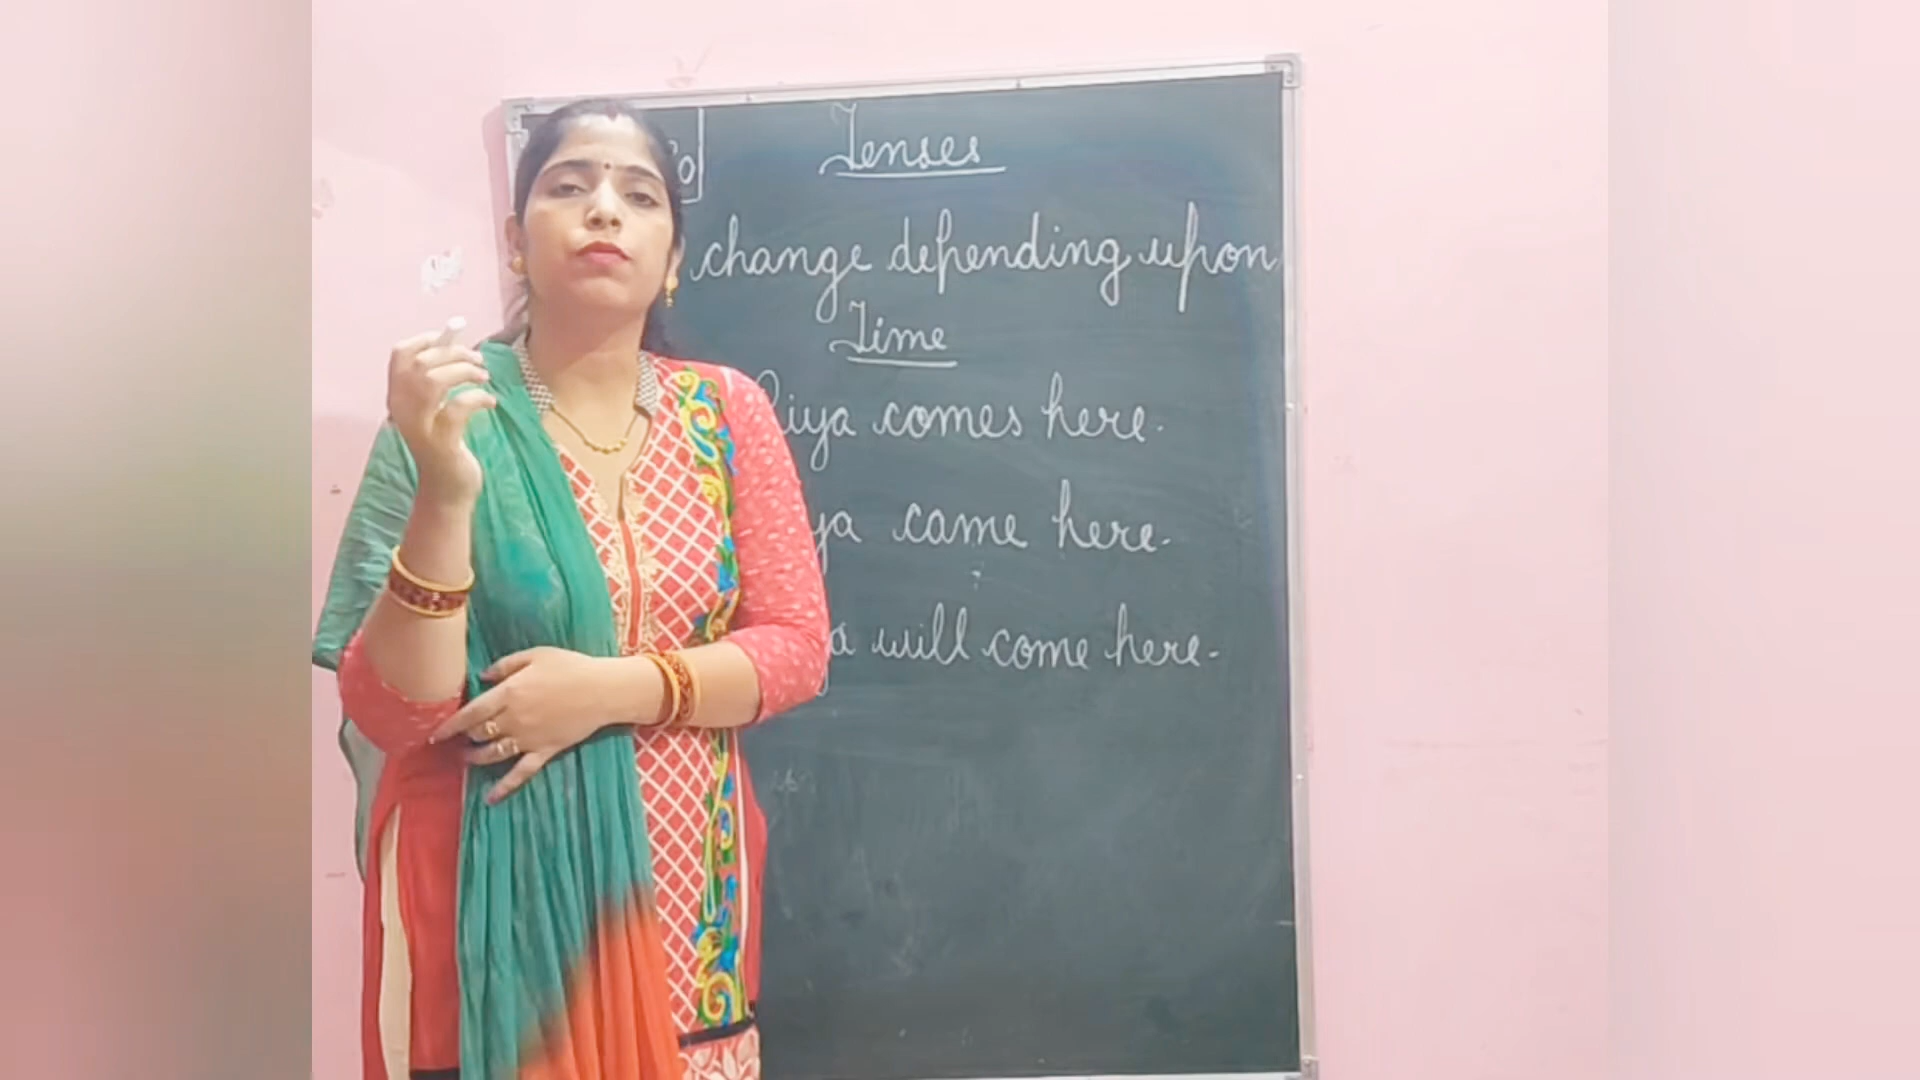 Tenses
change depending upon
Time
comes here.
came here.
will come here.